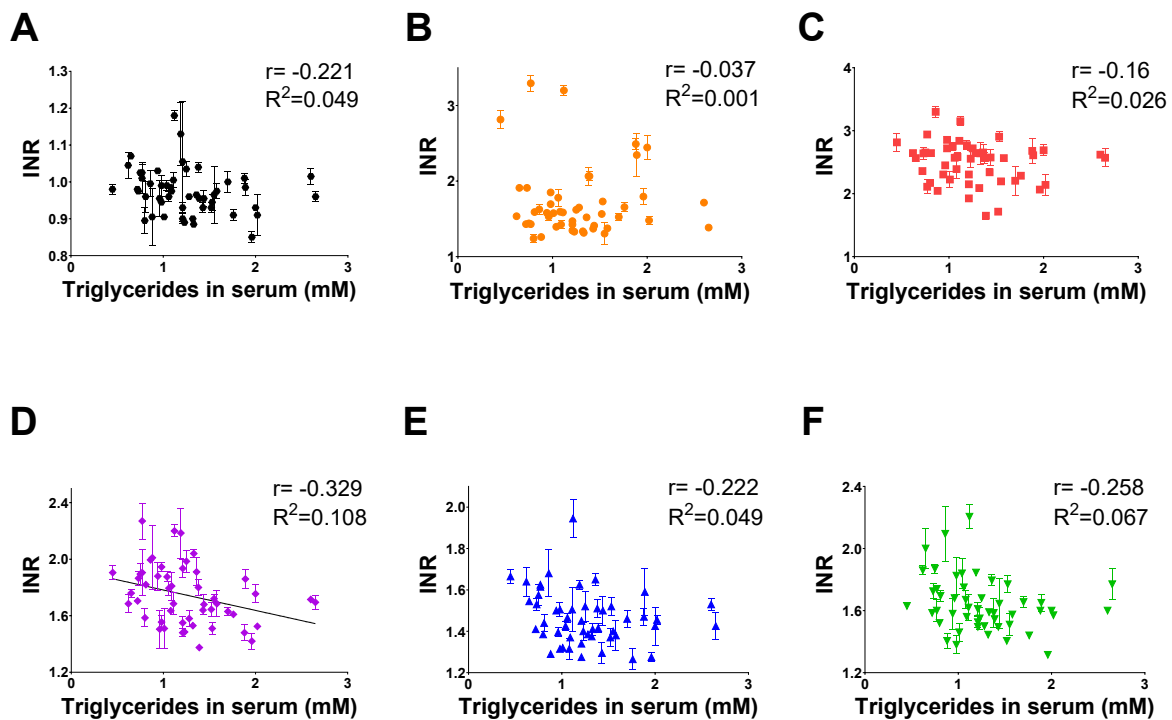 A
r= -0.221
R²=0.049
INR
1.3
1.2
1.1
1.0
0.9
0.8
0
1
2
3
Triglycerides in serum (mM)
B
r= -0.037
R²=0.001
INR
3
2
1
0
1
2
3
Triglycerides in serum (mM)
C
r= -0.16
R²=0.026
INR
4
3
2
1
0
1
2
3
Triglycerides in serum (mM)
D
r= -0.329
R²=0.108
INR
2.4
2.0
1.6
1.2
0
1
2
3
Triglycerides in serum (mM)
E
r= -0.222
R²=0.049
INR
2.0
1.8
1.6
1.4
1.2
0
1
2
3
Triglycerides in serum (mM)
F
r= -0.258
R²=0.067
INR
2.4
2.0
1.6
1.2
0
1
2
3
Triglycerides in serum (mM)